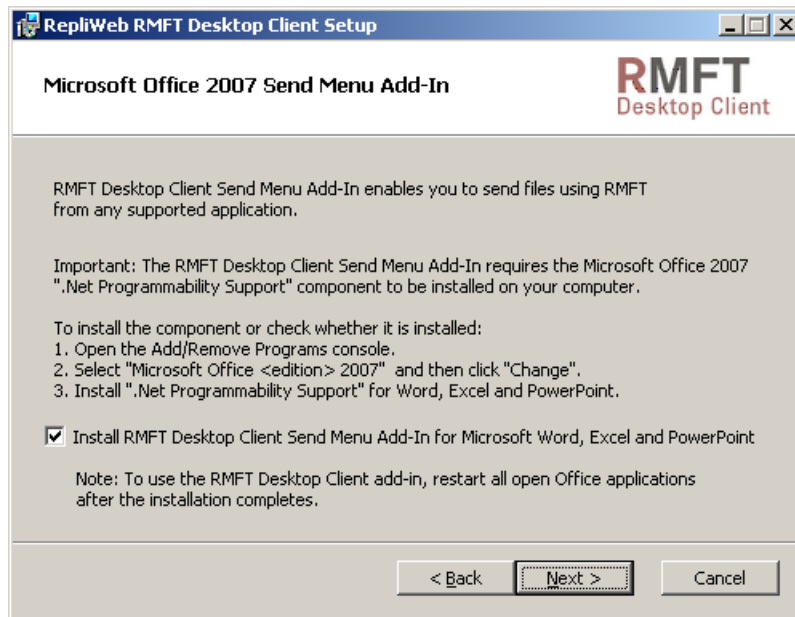 RepliWeb RMFT Desktop Client Setup
Microsoft Office 2007 Send Menu Add-In
RMFT
Desktop Client
RMFT Desktop Client Send Menu Add-In enables you to send files using RMFT
from any supported application.
Important: The RMFT Desktop Client Send Menu Add-In requires the Microsoft Office 2007
".Net Programmability Support" component to be installed on your computer.
To install the component or check whether it is installed:
1. Open the Add/Remove Programs console.
2. Select "Microsoft Office <edition> 2007" and then click "Change".
3. Install ".Net Programmability Support" for Word, Excel and PowerPoint.
Install RMFT Desktop Client Send Menu Add-In for Microsoft Word, Excel and PowerPoint
Note: To use the RMFT Desktop Client add-in, restart all open Office applications
after the installation completes.
< Back Next > Cancel